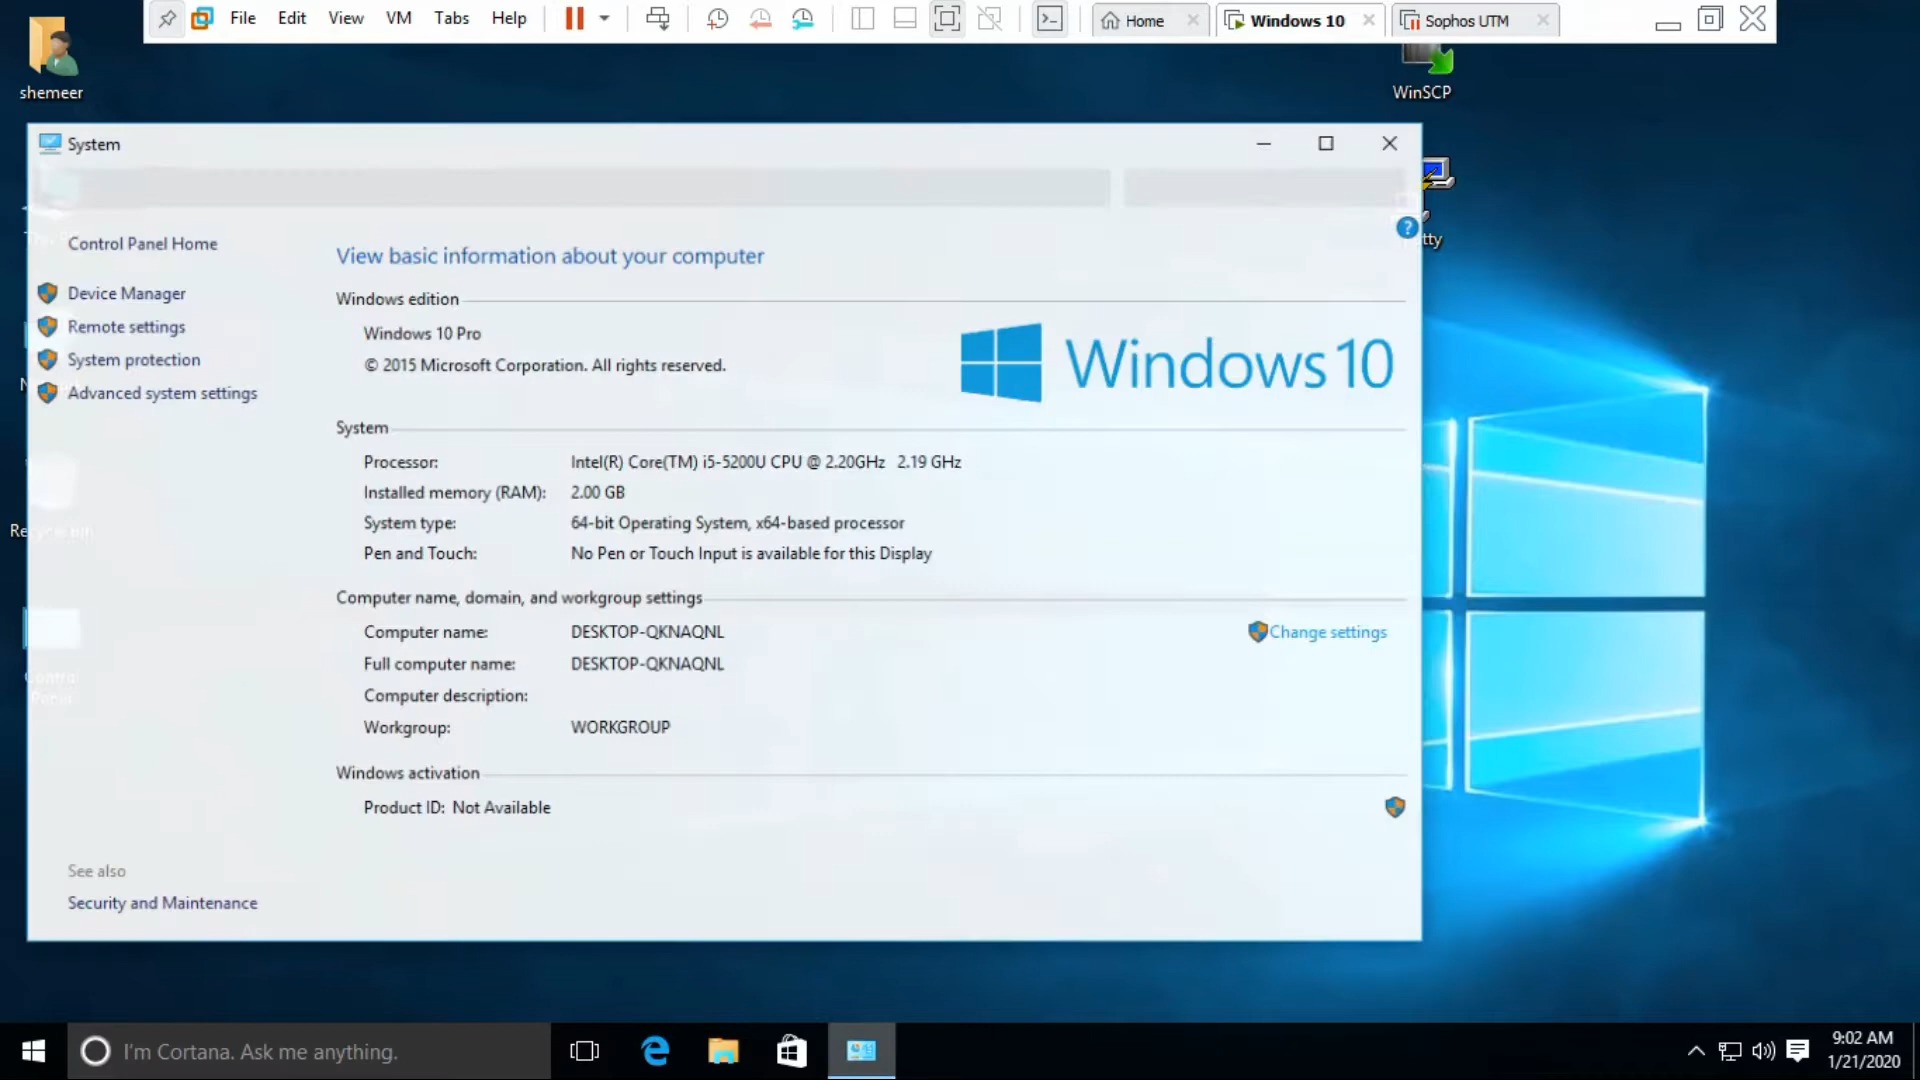 File Edit View VM Tabs Help
Home
Windows 10
Sophos UTM
shemeer
WinSCP
System
Control Panel Home
Device Manager
Remote settings
System protection
Advanced system settings
View basic information about your computer
Windows edition
Windows 10 Pro
© 2015 Microsoft Corporation. All rights reserved.
Windows 10
System
Processor: Intel(R) Core(TM) i5-5200U CPU @ 2.20GHz 2.19 GHz
Installed memory (RAM): 2.00 GB
System type: 64-bit Operating System, x64-based processor
Pen and Touch: No Pen or Touch Input is available for this Display
Computer name, domain, and workgroup settings
Computer name: DESKTOP-QKNAQNL
Change settings
Full computer name: DESKTOP-QKNAQNL
Computer description:
Workgroup: WORKGROUP
Windows activation
Product ID: Not Available
See also
Security and Maintenance
?
tty
Recycle Bin
Control
Panel
I'm Cortana. Ask me anything.
9:02 AM
1/21/2020